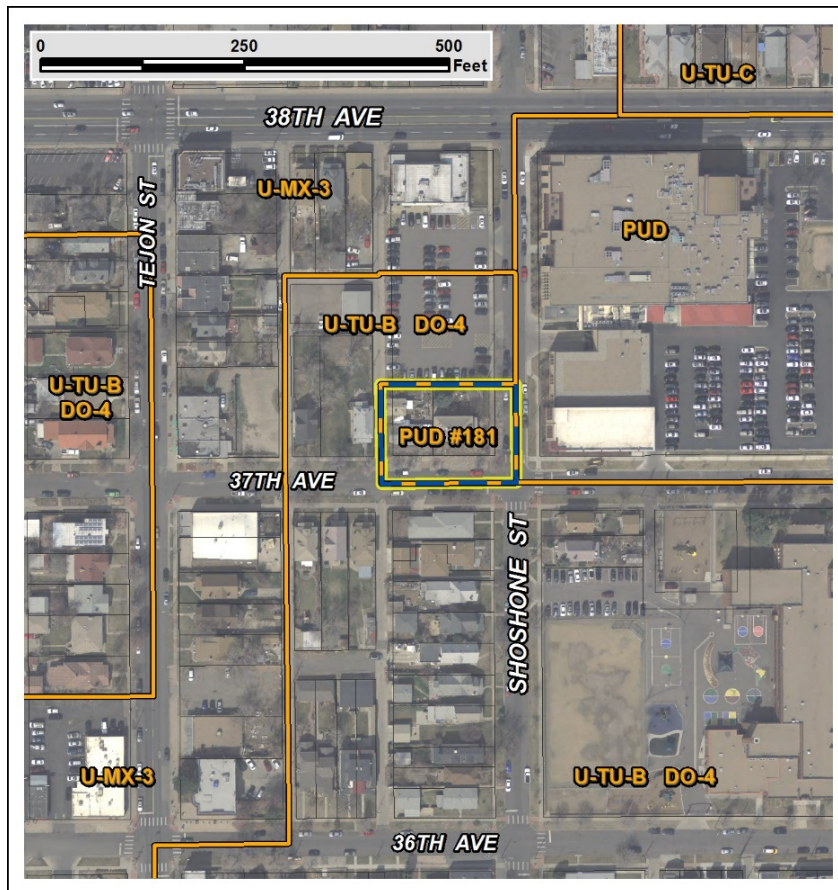 0 250 500
Feet
U-TU-C
38TH AVE
TEJON ST
U-MX-3
PUD
U-TU-B DO-4
U-TU-B
DO-4
PUD #181
37TH AVE
SHOSHONE ST
U-MX-3
U-TU-B DO-4
36TH AVE